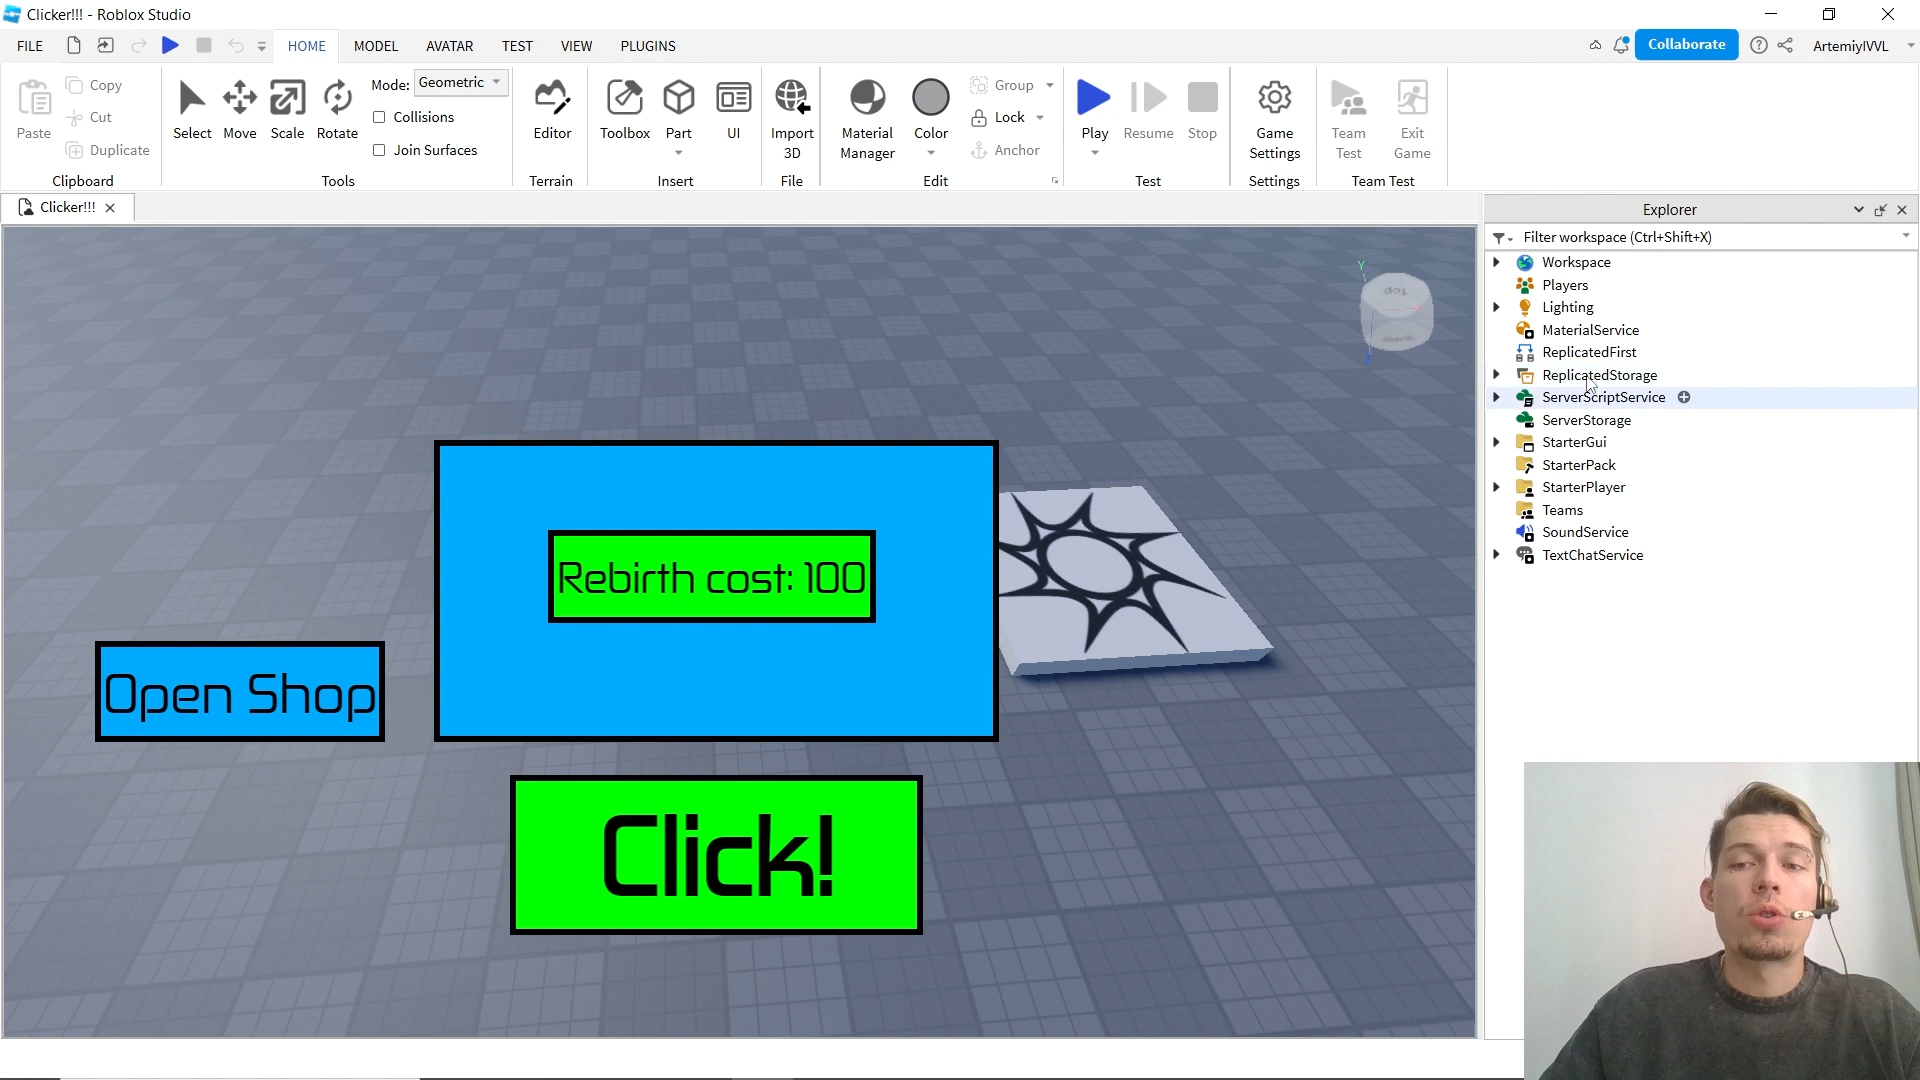 Clicker!!! - Roblox Studio
FILE HOME MODEL AVATAR TEST VIEW PLUGINS Collaborate ArtemiyIVVL
Paste Copy Cut Duplicate
Clipboard
Select Move Scale Rotate
Mode: Geometric
Collisions
Join Surfaces
Tools
Editor
Terrain
Toolbox Part UI
Insert
Import 3D
File
Material Manager
Color
Group
Lock
Anchor
Edit
Play Resume Stop
Test
Game Settings
Settings
Team Test
Exit Game
Team Test
Clicker!!!
Explorer
Filter workspace (Ctrl+Shift+X)
Workspace
Players
Lighting
MaterialService
ReplicatedFirst
ReplicatedStorage
ServerScriptService
ServerStorage
StarterGui
StarterPack
StarterPlayer
Teams
SoundService
TextChatService
Y
Top
Z
Rebirth cost: 100
Open Shop
Click!